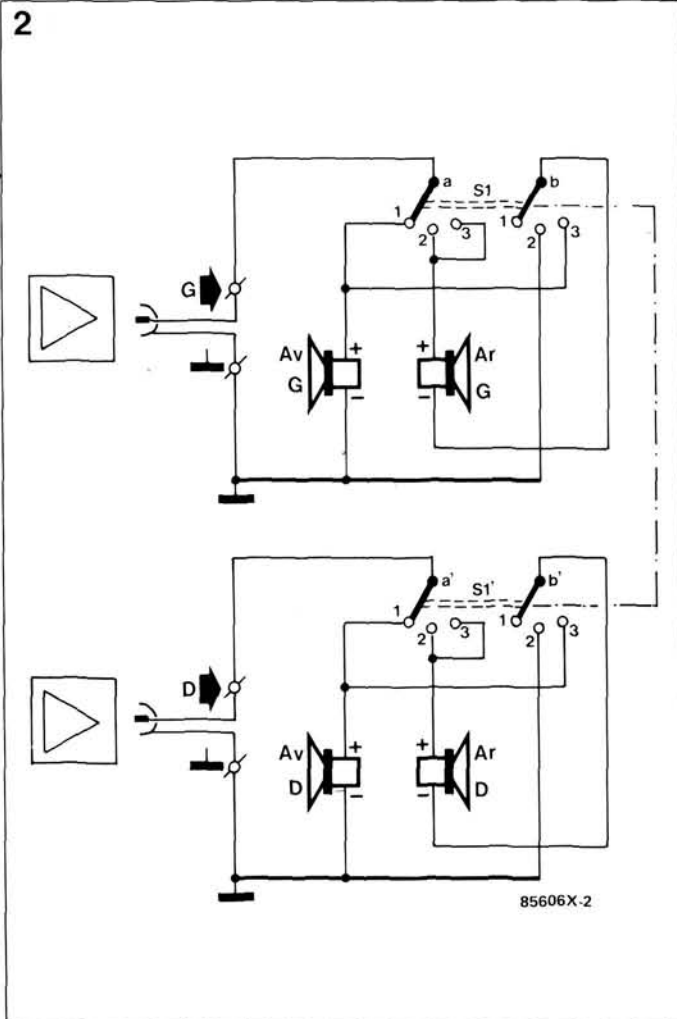 2
a S1 b
1 2 3 1 2 3
G
Av G + −
+ − Ar G
a' S1' b'
1 2 3 1 2 3
D
Av D + −
+ − Ar D
85606X-2